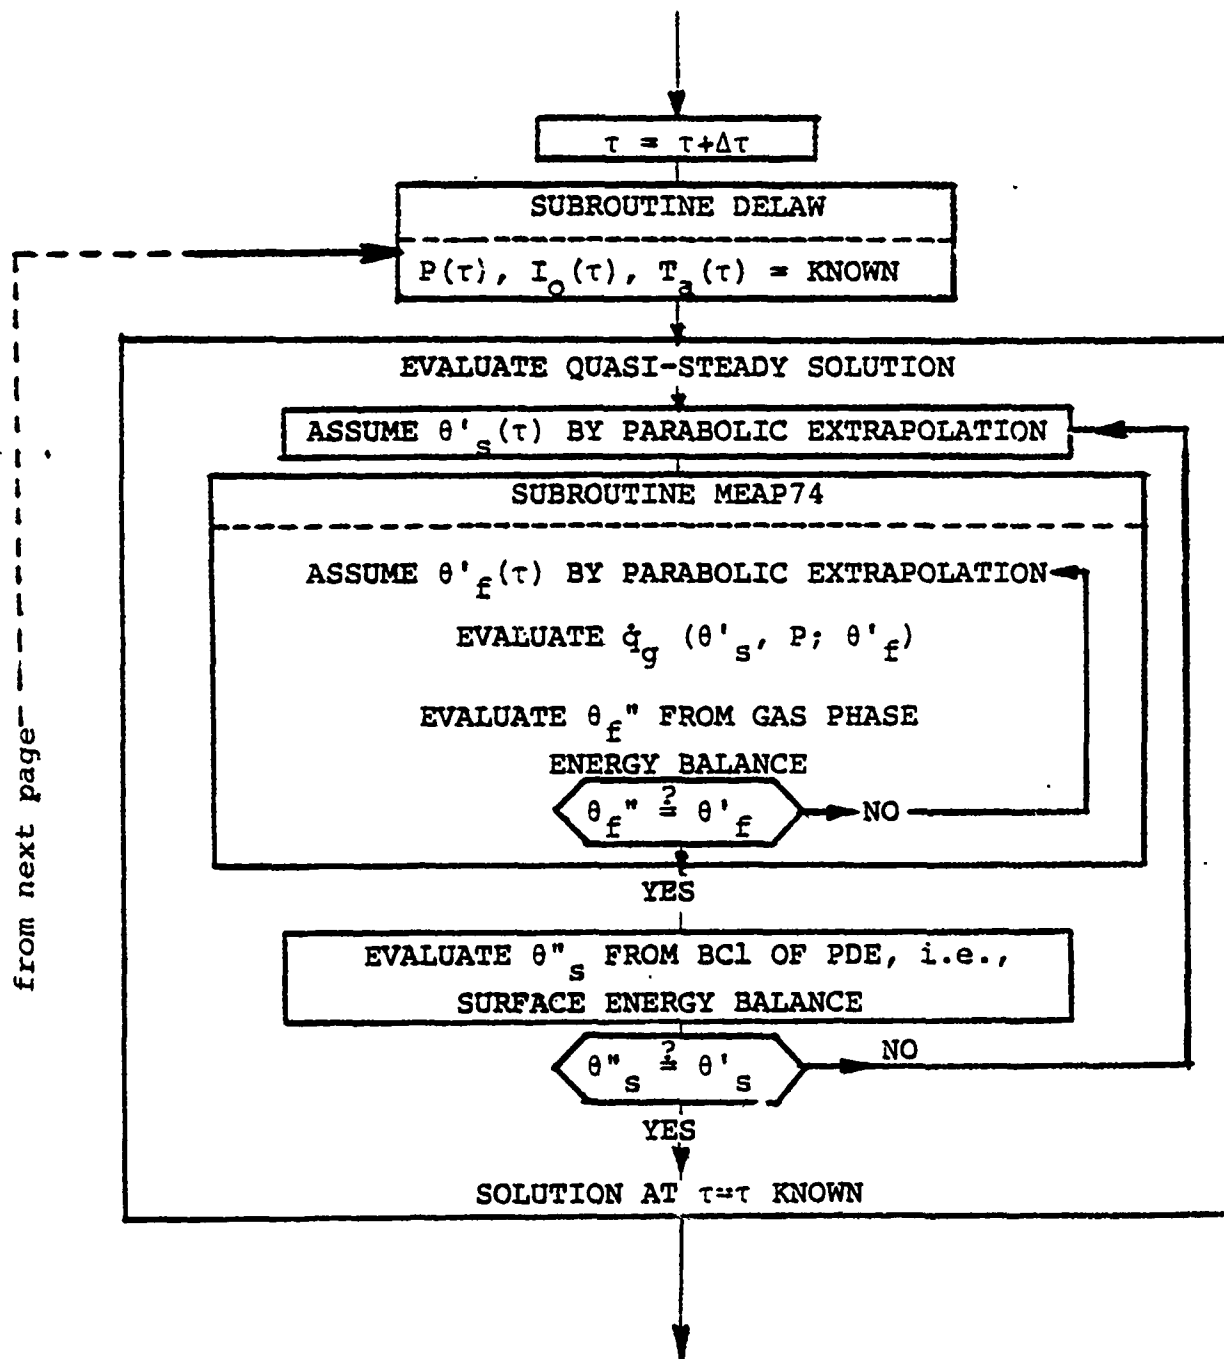 τ = τ+Δτ
SUBROUTINE DELAW
P(τ), I_o(τ), T_a(τ) = KNOWN
EVALUATE QUASI-STEADY SOLUTION
ASSUME θ'_s(τ) BY PARABOLIC EXTRAPOLATION
SUBROUTINE MEAP74
ASSUME θ'_f(τ) BY PARABOLIC EXTRAPOLATION
EVALUATE q̇_g (θ'_s, P; θ'_f)
EVALUATE θ_f" FROM GAS PHASE
ENERGY BALANCE
θ_f" ≟ θ'_f
NO
YES
EVALUATE θ"_s FROM BC1 OF PDE, i.e.,
SURFACE ENERGY BALANCE
θ"_s ≟ θ'_s
NO
YES
SOLUTION AT τ=τ KNOWN
from next page